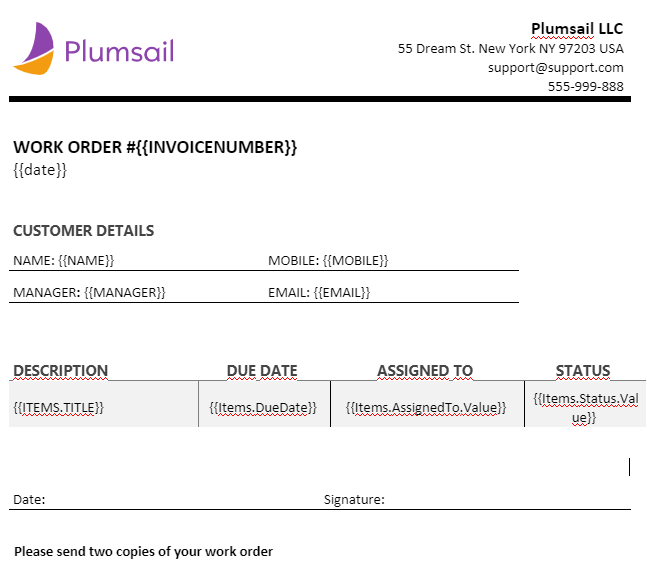 Plumsail
Plumsail LLC
55 Dream St. New York NY 97203 USA
support@support.com
555-999-888
WORK ORDER #{{INVOICENUMBER}}
{{date}}
CUSTOMER DETAILS
NAME: {{NAME}} MOBILE: {{MOBILE}}
MANAGER: {{MANAGER}} EMAIL: {{EMAIL}}
DESCRIPTION DUE DATE ASSIGNED TO STATUS
{{ITEMS.TITLE}} {{Items.DueDate}} {{Items.AssignedTo.Value}} {{Items.Status.Val
ue}}
Date: Signature:
Please send two copies of your work order